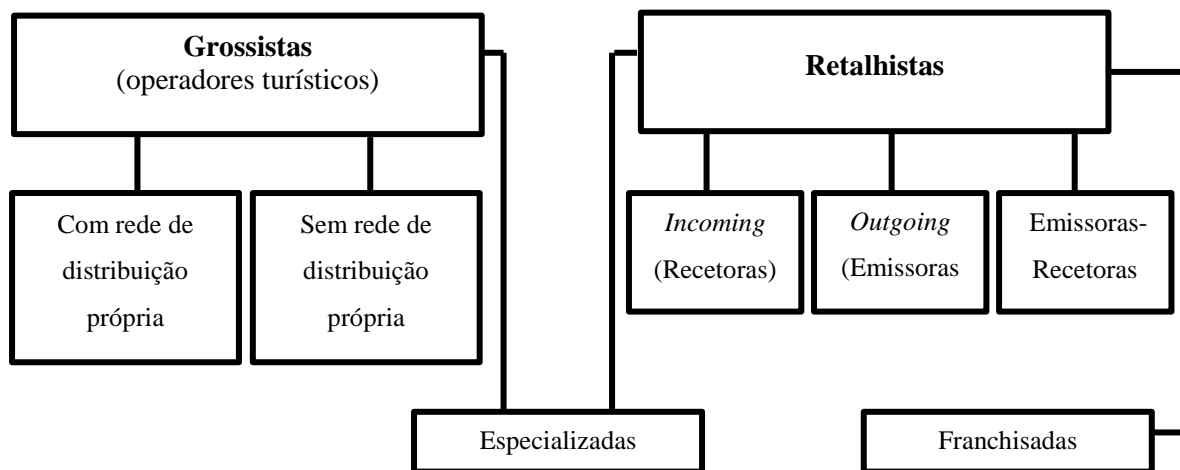 Grossistas
(operadores turísticos)
Retalhistas
Com rede de
distribuição
própria
Sem rede de
distribuição
própria
Incoming
(Recetoras)
Outgoing
(Emissoras
Emissoras-
Recetoras
Especializadas
Franchisadas